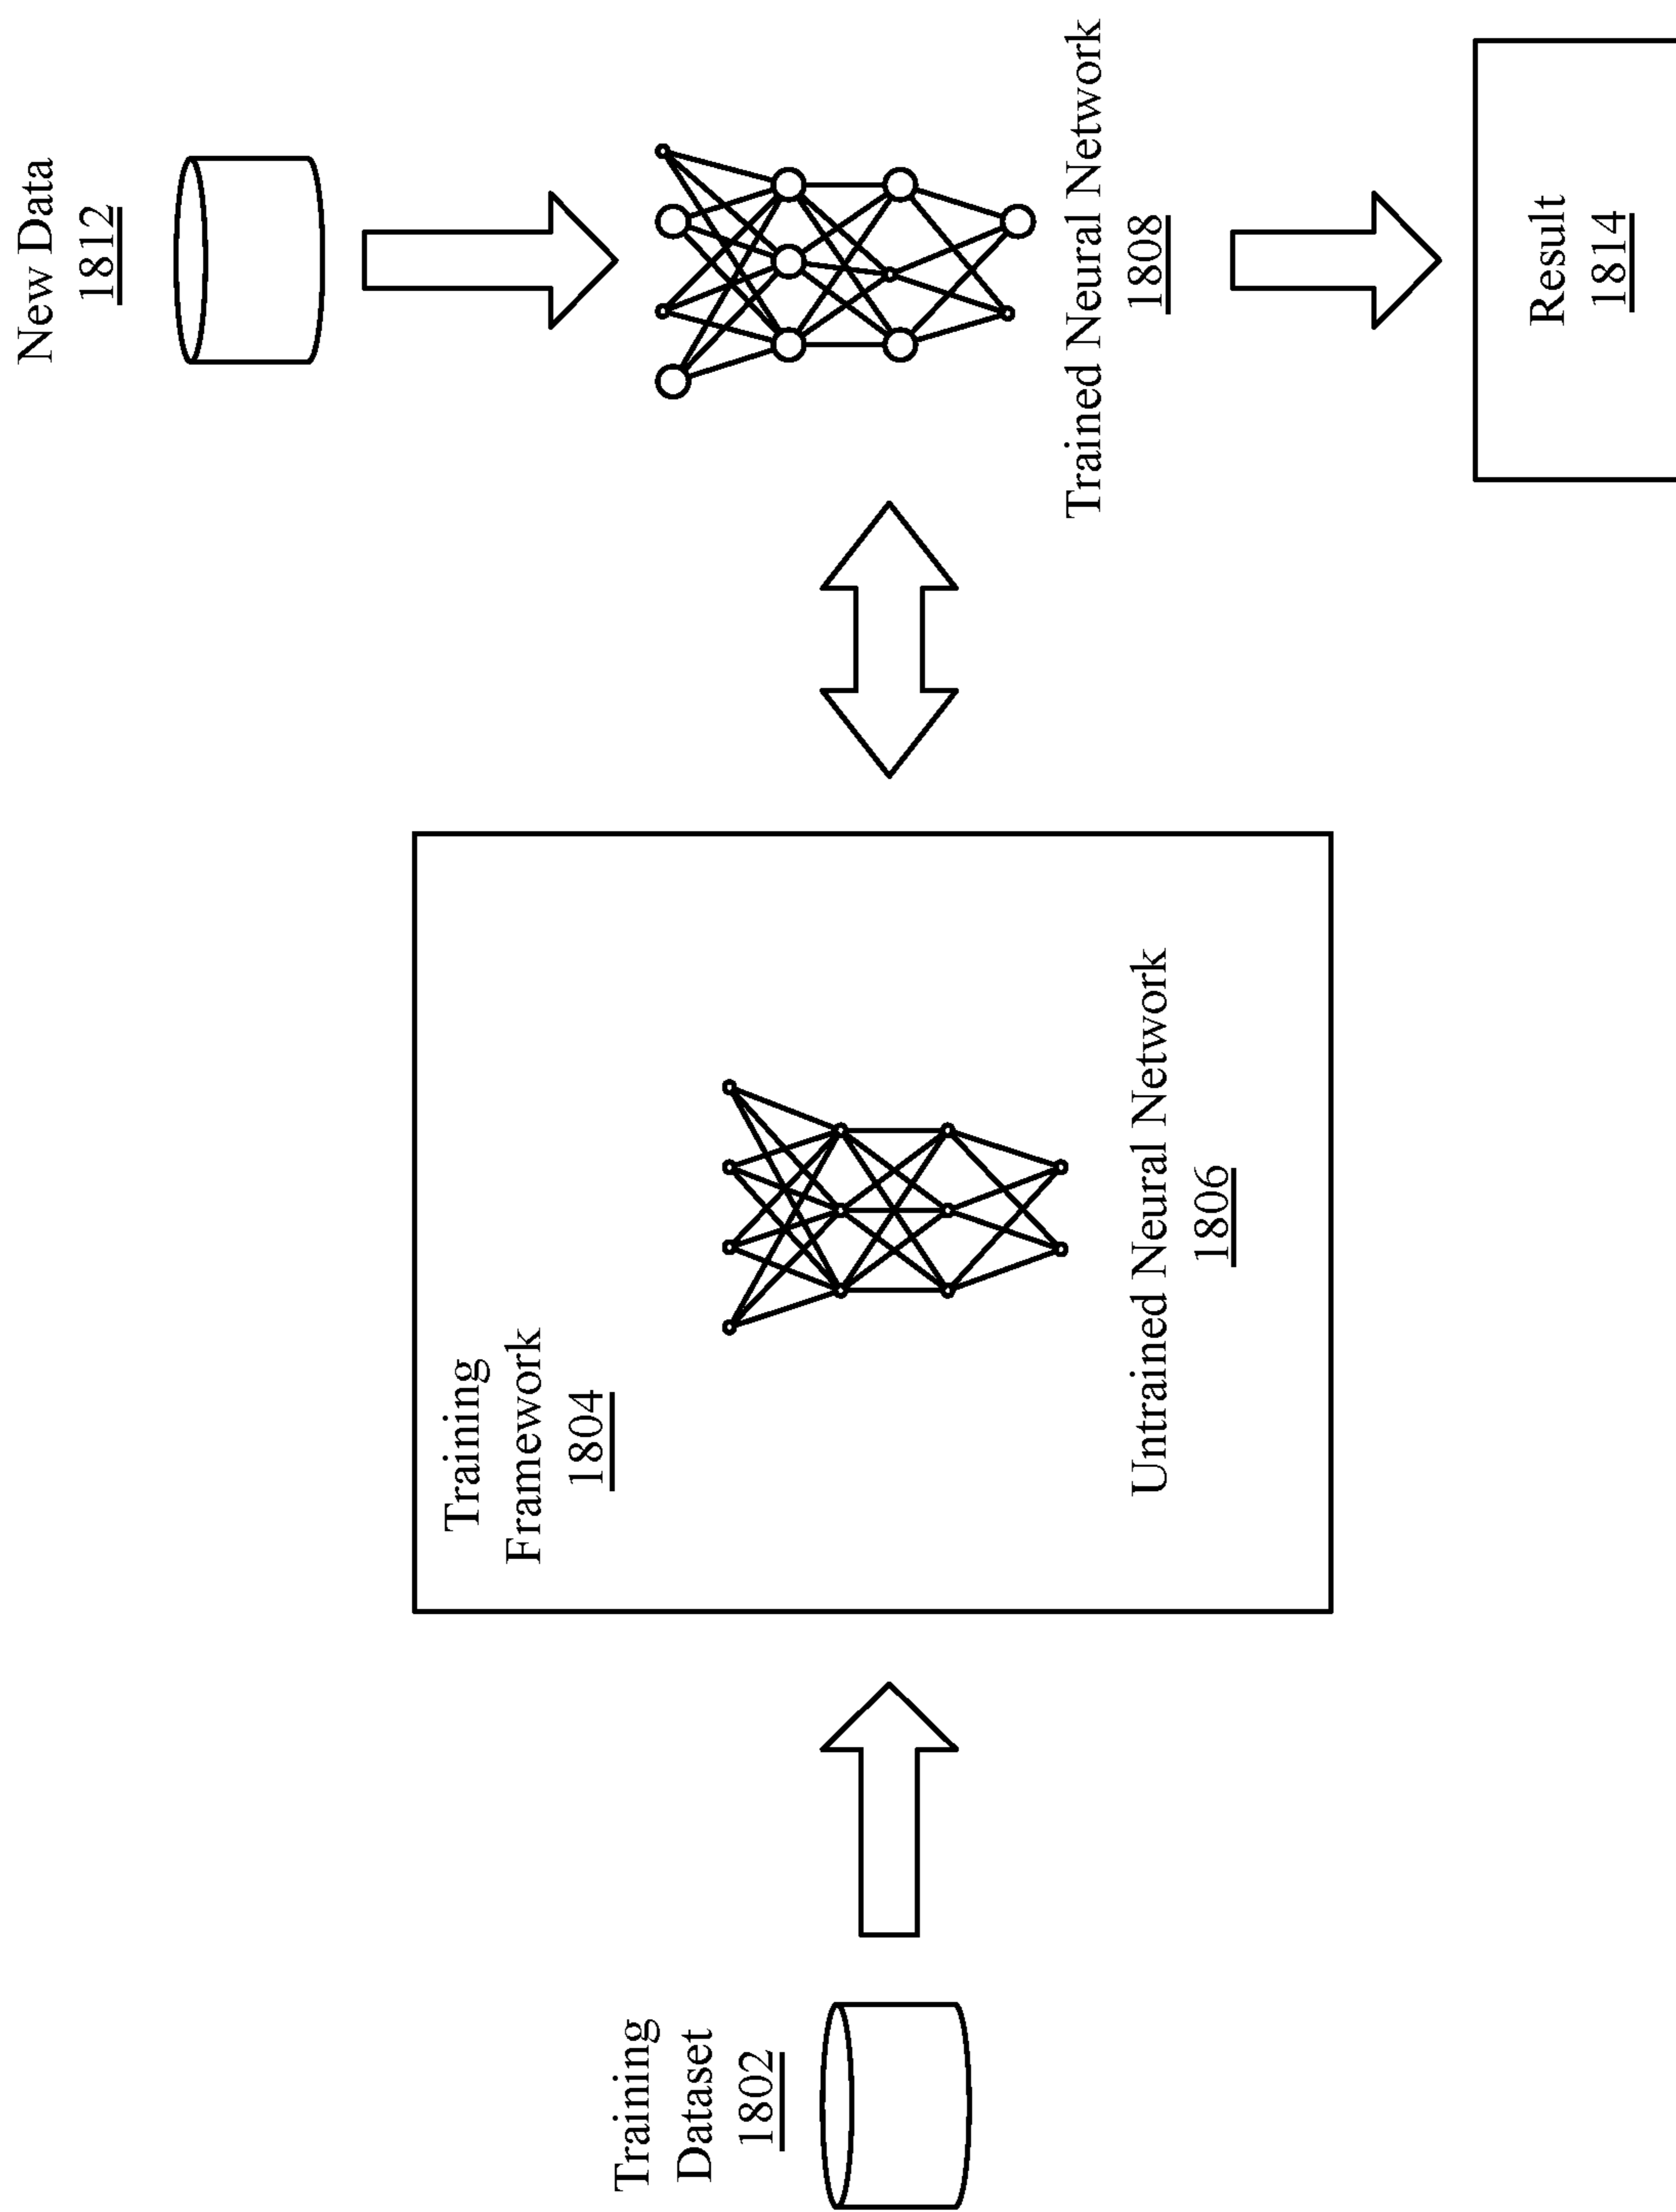 Training
Dataset
1802
Training
Framework
1804
Untrained Neural Network
1806
New Data
1812
Trained Neural Network
1808
Result
1814